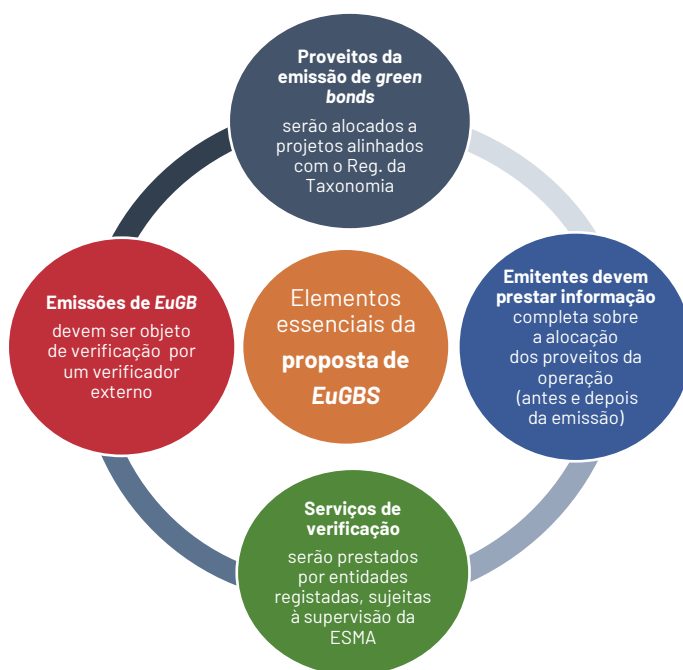 Proveitos da
emissão de green
bonds
serão alocados a
projetos alinhados
com o Reg. da
Taxonomia
Emissões de EuGB
devem ser objeto
de verificação por
um verificador
externo
Elementos
essenciais da
proposta de
EuGBS
Emitentes devem
prestar informação
completa sobre
a alocação
dos proveitos da
operação
(antes e depois
da emissão)
Serviços de
verificação
serão prestados
por entidades
registadas, sujeitas
à supervisão da
ESMA